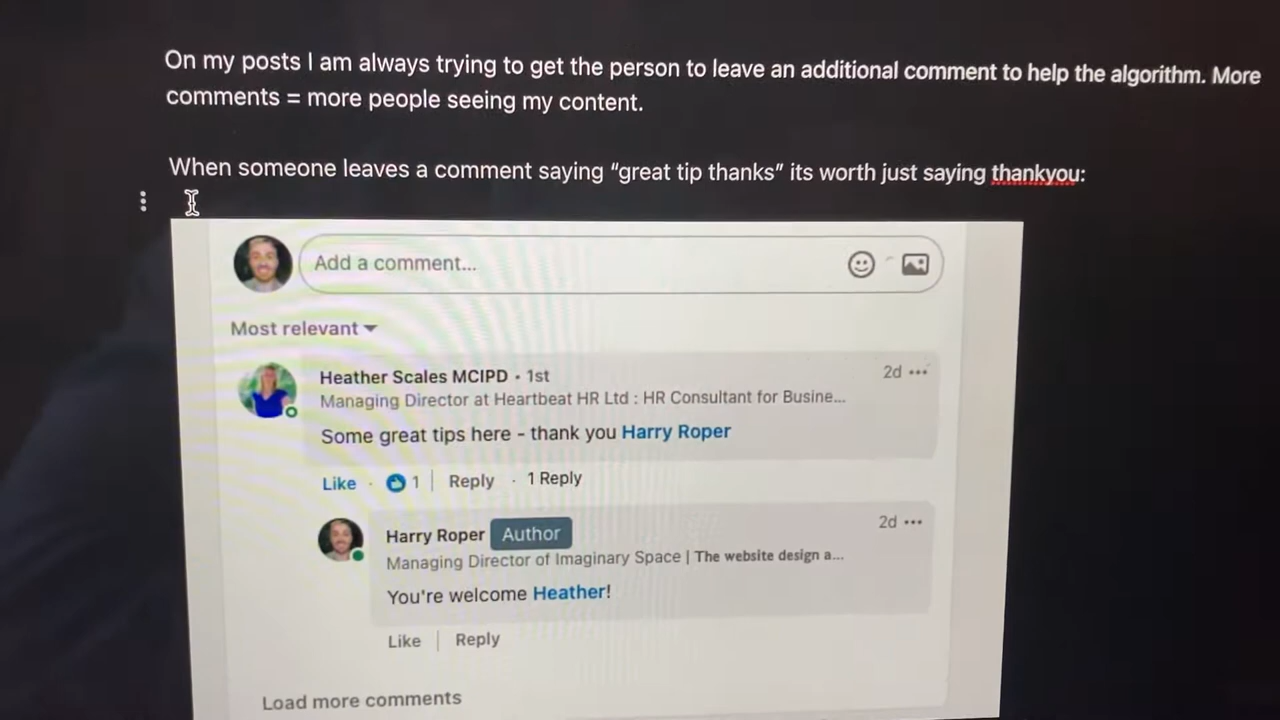 On my posts I am always trying to get the person to leave an additional comment to help the algorithm. More
comments = more people seeing my content.
When someone leaves a comment saying “great tip thanks” its worth just saying thankyou:
Add a comment...
Most relevant
Heather Scales MCIPD • 1st
2d
Managing Director at Heartbeat HR Ltd : HR Consultant for Busine...
Some great tips here - thank you Harry Roper
Like · 1 | Reply · 1 Reply
Harry Roper Author
2d
Managing Director of Imaginary Space | The website design a...
You're welcome Heather!
Like | Reply
Load more comments